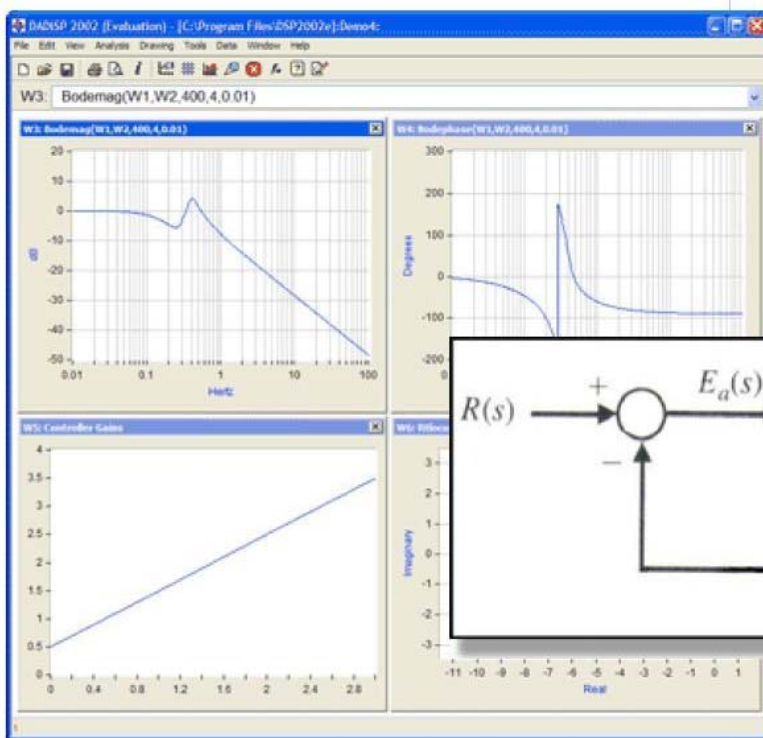 DADiSP 2002 (Evaluation) - [C:\Program Files\DSP2002e]:Demo4:
File Edit View Analysis Drawing Tools Data Window Help
W3: Bodemag(W1,W2,400,4,0.01)
W3: Bodemag(W1,W2,400,4,0.01)
20
10
0
-10
-20
-30
-40
-50
dB
0.01 0.1 1 10 100
Hertz
W4: Bodephase(W1,W2,400,4,0.01)
300
200
100
0
-100
-200
Degrees
W5: Controller Gains
4
3.5
3
2.5
2
1.5
1
0.5
0
0 0.4 0.8 1.2 1.6 2 2.4 2.8
W6:
3
2
1
0
-1
-2
-3
Imaginary
-11 -10 -9 -8 -7 -6 -5 -4 -3 -2 -1 0 1
Real
R(s) + Ea(s)
−